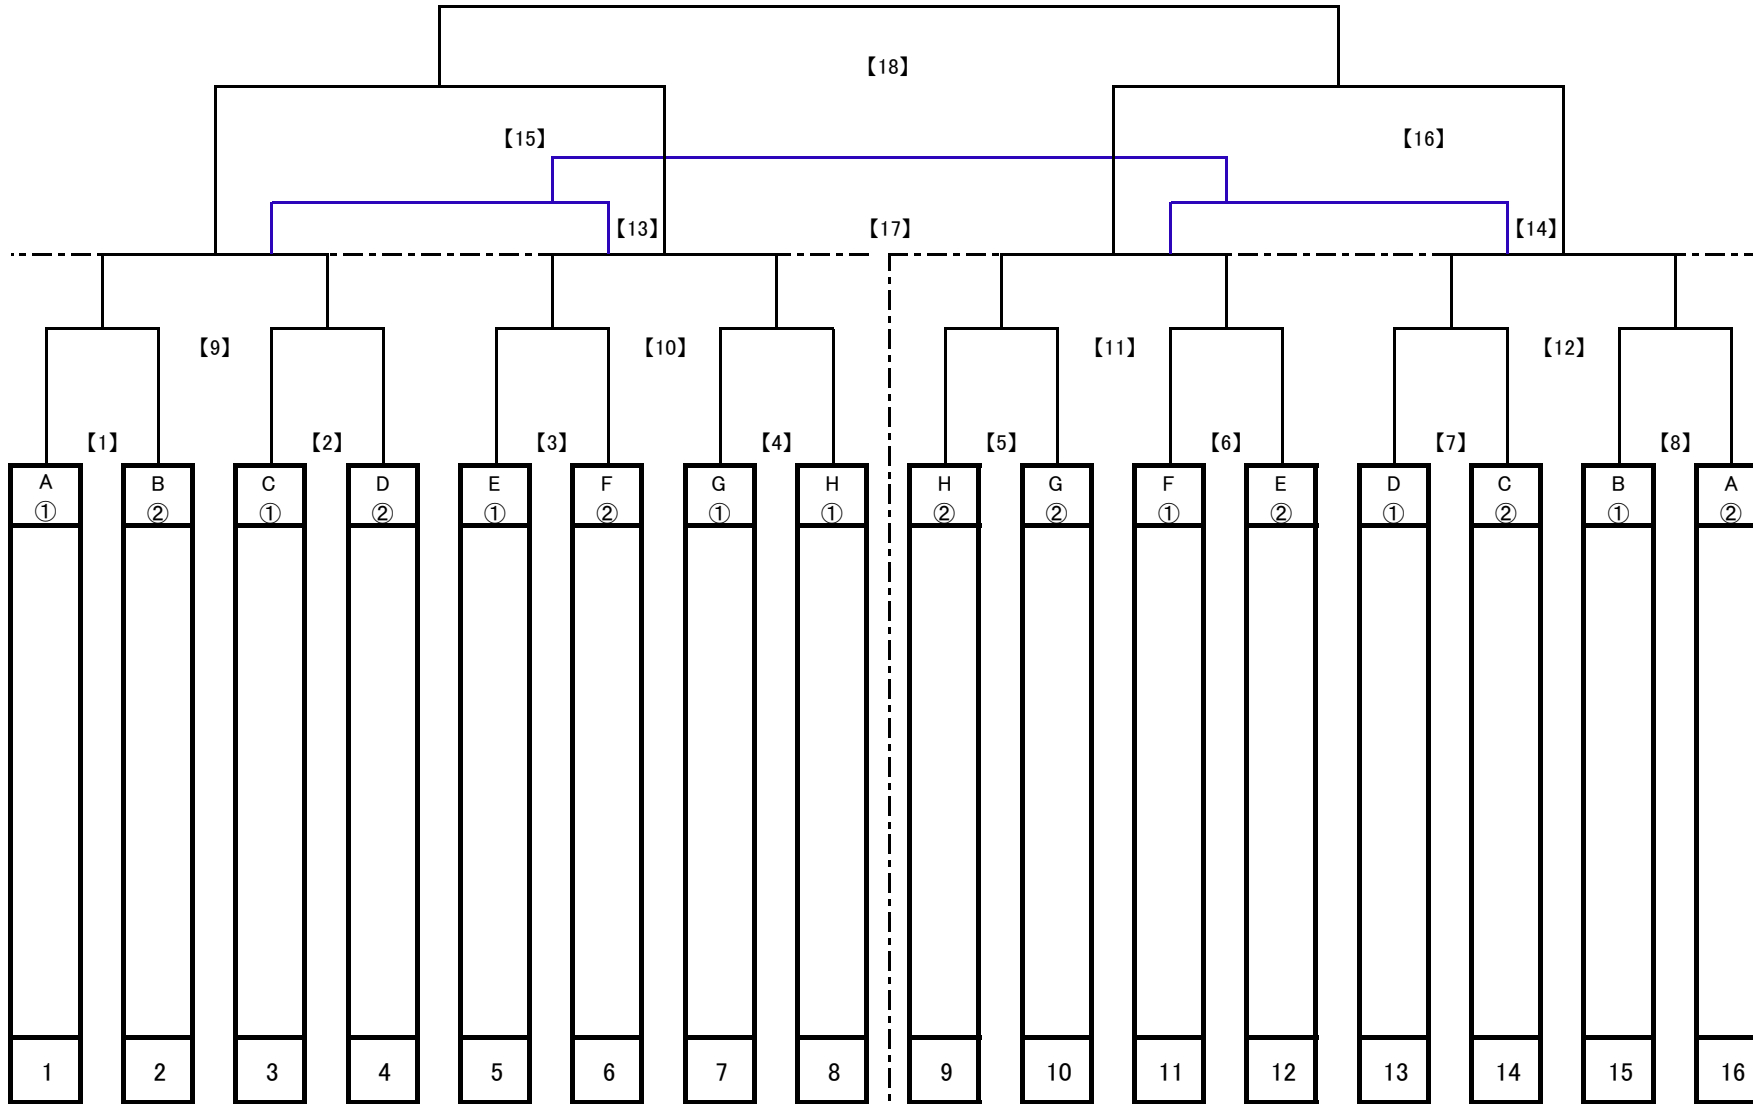 【18】
【15】 【16】
【13】 【17】 【14】
【9】 【10】 【11】 【12】
【1】 【2】 【3】 【4】 【5】 【6】 【7】 【8】
A B C D E F G H H G F E D C B A
① ② ① ② ① ② ① ① ② ② ① ② ① ② ① ②
1 2 3 4 5 6 7 8 9 10 11 12 13 14 15 16